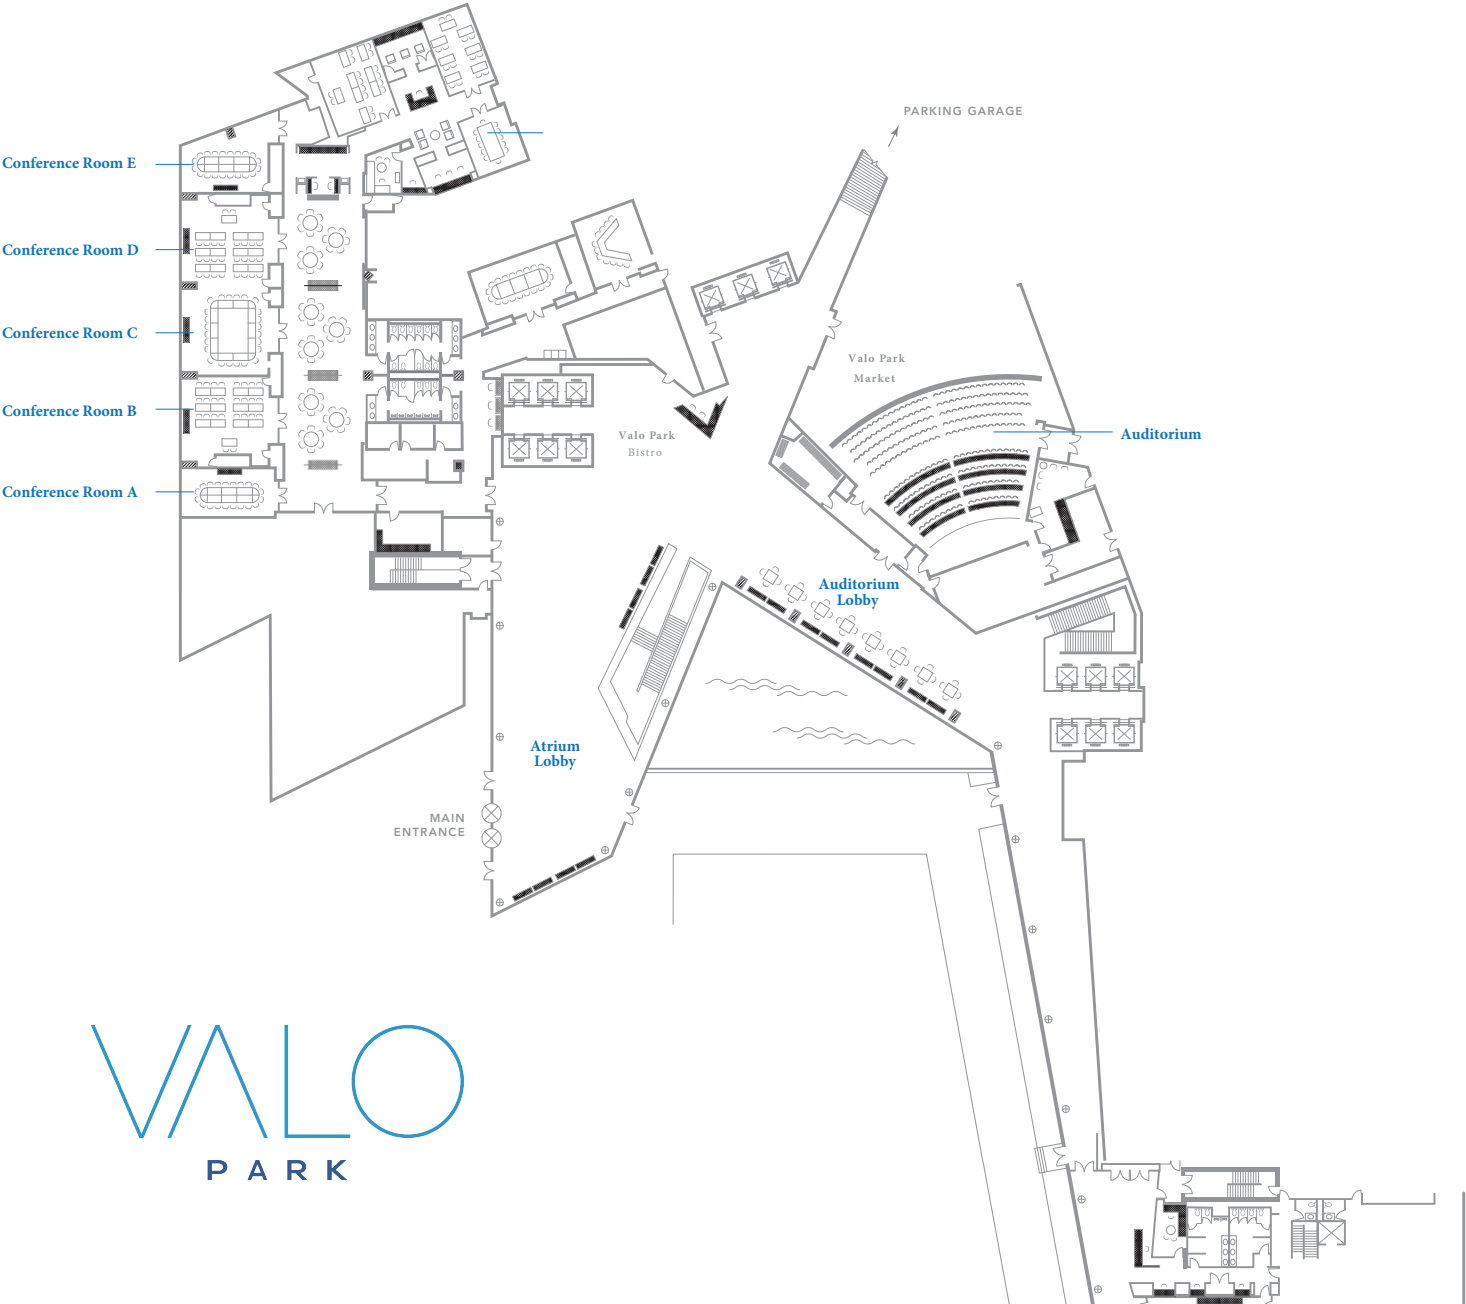 PARKING GARAGE
Conference Room E
Conference Room D
Conference Room C
Valo Park
Market
Conference Room B
Auditorium
Valo Park
Bistro
Conference Room A
Auditorium
Lobby
Atrium
Lobby
MAIN
ENTRANCE
VALO
PARK